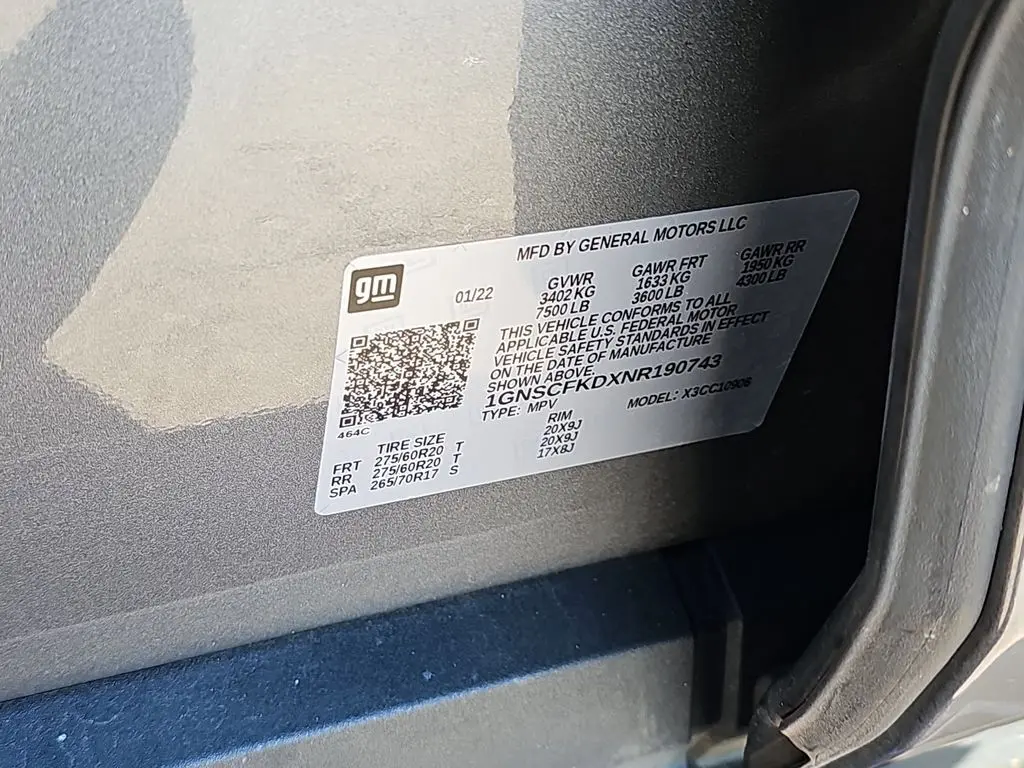 MFD BY GENERAL MOTORS LLC
gm
01/22
GVWR
3402 KG
7500 LB
GAWR FRT
1633 KG
3600 LB
GAWR RR
1950 KG
4300 LB
THIS VEHICLE CONFORMS TO ALL
APPLICABLE U.S. FEDERAL MOTOR
VEHICLE SAFETY STANDARDS IN EFFECT
ON THE DATE OF MANUFACTURE
SHOWN ABOVE.
1GNSCFKDXNR190743
TYPE: MPV
MODEL: X3CC10906
464C
TIRE SIZE
RIM
FRT 275/60R20 T 20X9J
RR 275/60R20 T 20X9J
SPA 265/70R17 S 17X8J